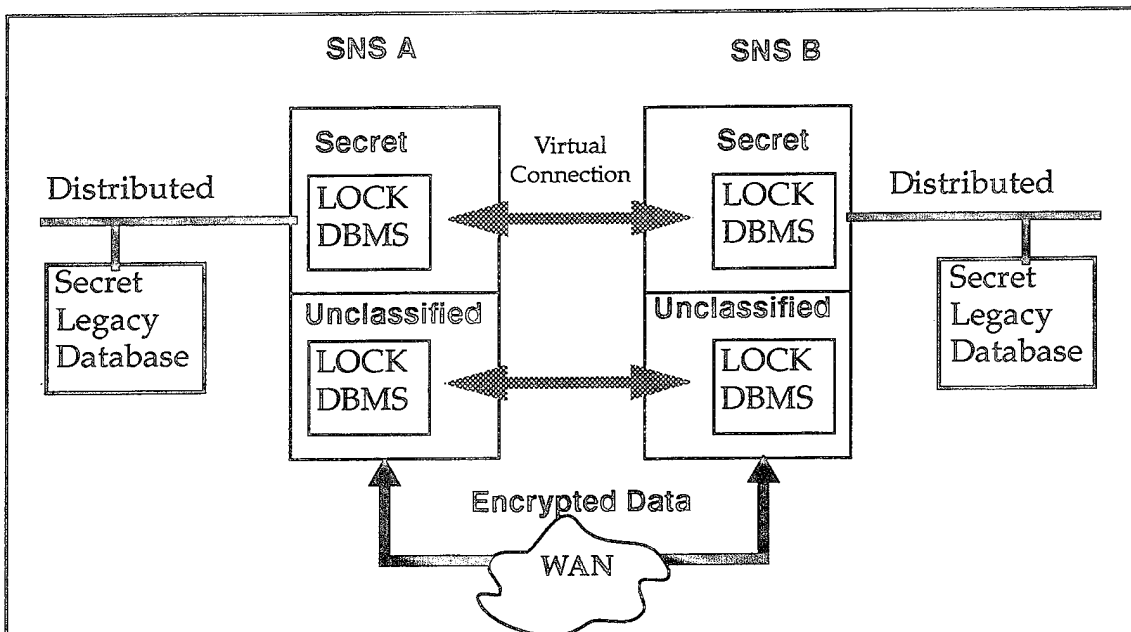 SNS A
SNS B
Secret
Virtual
Connection
Secret
Distributed
LOCK
DBMS
LOCK
DBMS
Distributed
Secret
Legacy
Database
Unclassified
LOCK
DBMS
Unclassified
LOCK
DBMS
Secret
Legacy
Database
Encrypted Data
WAN